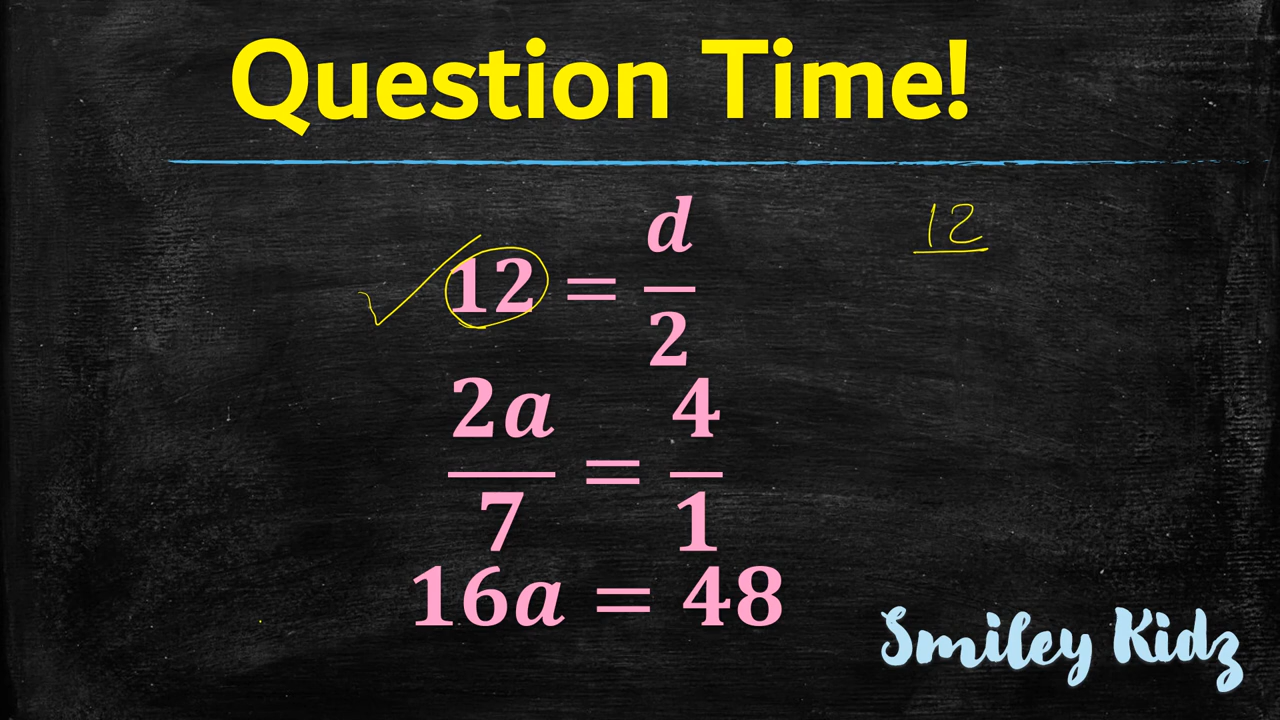 Question Time!
12 = d/2
12
2a/7 = 4/1
16a = 48
Smiley Kidz